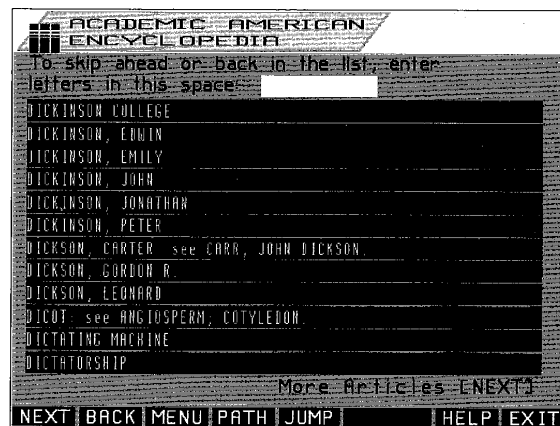 ACADEMIC AMERICAN
ENCYCLOPEDIA
To skip ahead or back in the list, enter
letters in this space:
DICKINSON COLLEGE
DICKINSON, EDWIN
DICKINSON, EMILY
DICKINSON, JOHN
DICKINSON, JONATHAN
DICKINSON, PETER
DICKSON, CARTER see CARR, JOHN DICKSON.
DICKSON, GORDON R.
DICKSON, LEONARD
DICOT: see ANGIOSPERM; COTYLEDON.
DICTATING MACHINE
DICTATORSHIP
More Articles [NEXT]
NEXT BACK MENU PATH JUMP HELP EXIT